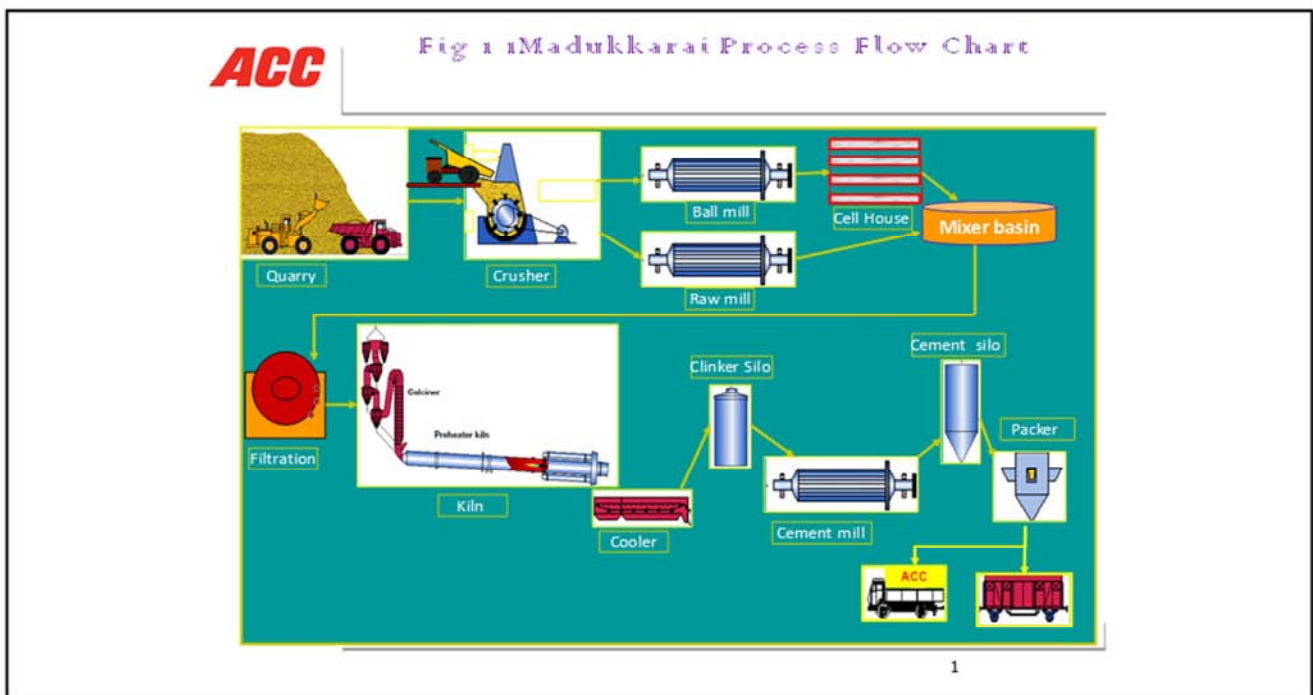 ACC
Fig 1 1Madukkarai Process Flow Chart
Ball mill
Cell House
Mixer basin
Quarry
Crusher
Raw mill
Cement silo
Clinker Silo
Calciner
Packer
Preheater kiln
Filtration
Kiln
Cooler
Cement mill
ACC
1